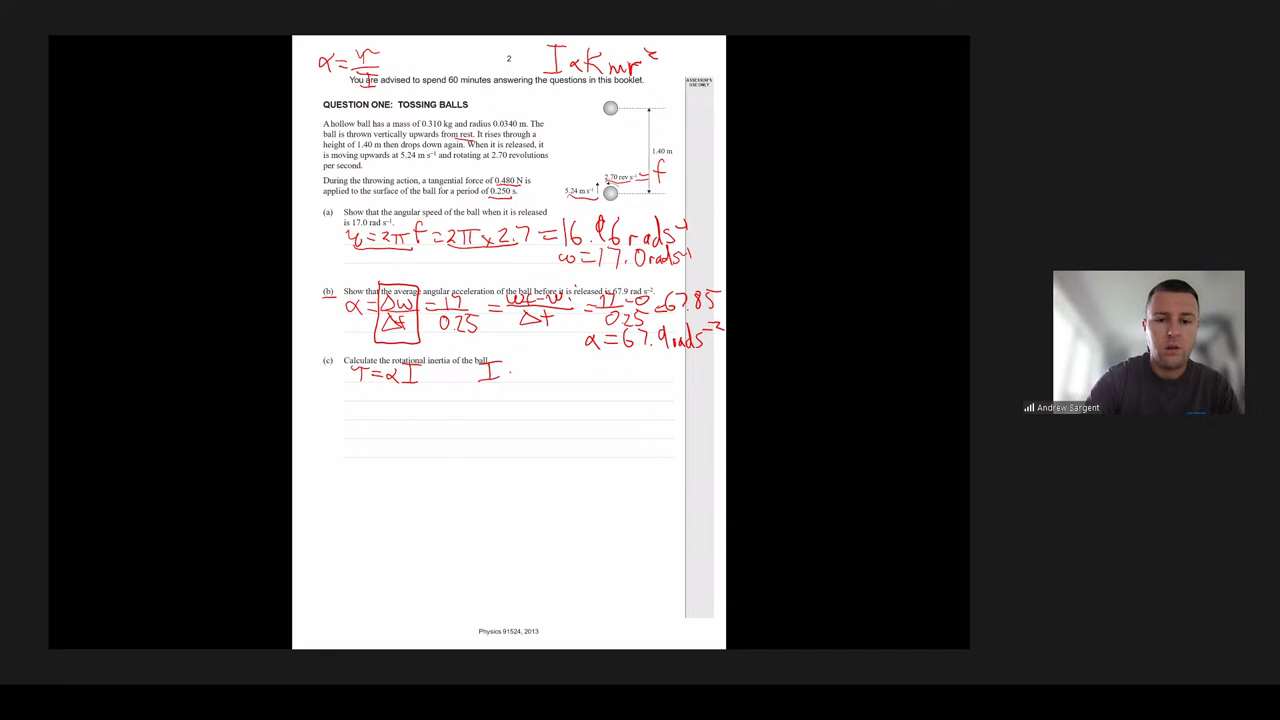 α = τ/I
2
I α K mr²
You are advised to spend 60 minutes answering the questions in this booklet.
ASSESSOR'S USE ONLY
QUESTION ONE: TOSSING BALLS
A hollow ball has a mass of 0.310 kg and radius 0.0340 m. The
ball is thrown vertically upwards from rest. It rises through a
height of 1.40 m then drops down again. When it is released, it
is moving upwards at 5.24 m s⁻¹ and rotating at 2.70 revolutions
per second.
1.40 m
2.70 rev s⁻¹ = f
5.24 m s⁻¹
During the throwing action, a tangential force of 0.480 N is
applied to the surface of the ball for a period of 0.250 s.
(a) Show that the angular speed of the ball when it is released
is 17.0 rad s⁻¹.
ω = 2π f = 2π × 2.7 = 16.96 rads⁻¹
ω = 17.0 rads⁻¹
(b) Show that the average angular acceleration of the ball before it is released is 67.9 rad s⁻².
α = Δω/Δt = 17/0.25 = ωf - ωi/Δt = 17 - 0/0.25 = 67.85
α = 67.9 rads⁻²
(c) Calculate the rotational inertia of the ball.
τ = αI I
Physics 91524, 2013
Andrew Sargent